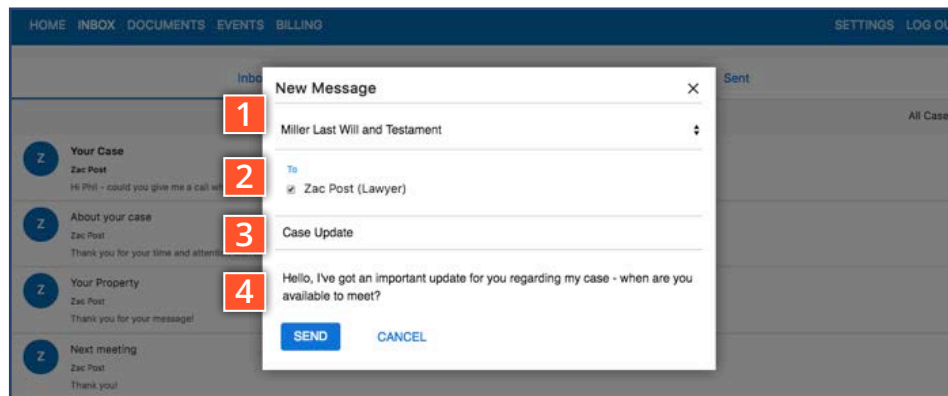 HOME INBOX DOCUMENTS EVENTS BILLING SETTINGS LOG
Sent
New Message
All
1
Miller Last Will and Testament
Z
Your Case
Zac Post
Hi Phil - could you give me a call
2
To
Zac Post (Lawyer)
Z
About your case
Zac Post
Thank you for your time and
3
Case Update
Z
Your Property
Zac Post
Thank you for your message!
4
Hello, I've got an important update for you regarding my case - when are you
available to meet?
SEND CANCEL
Z
Next meeting
Zac Post
Thank you!